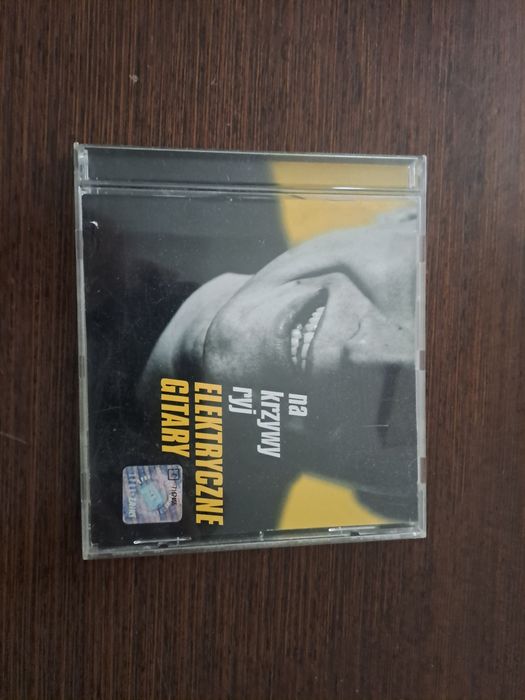 na
krzywy
ryj
ELEKTRYCZNE
GITARY